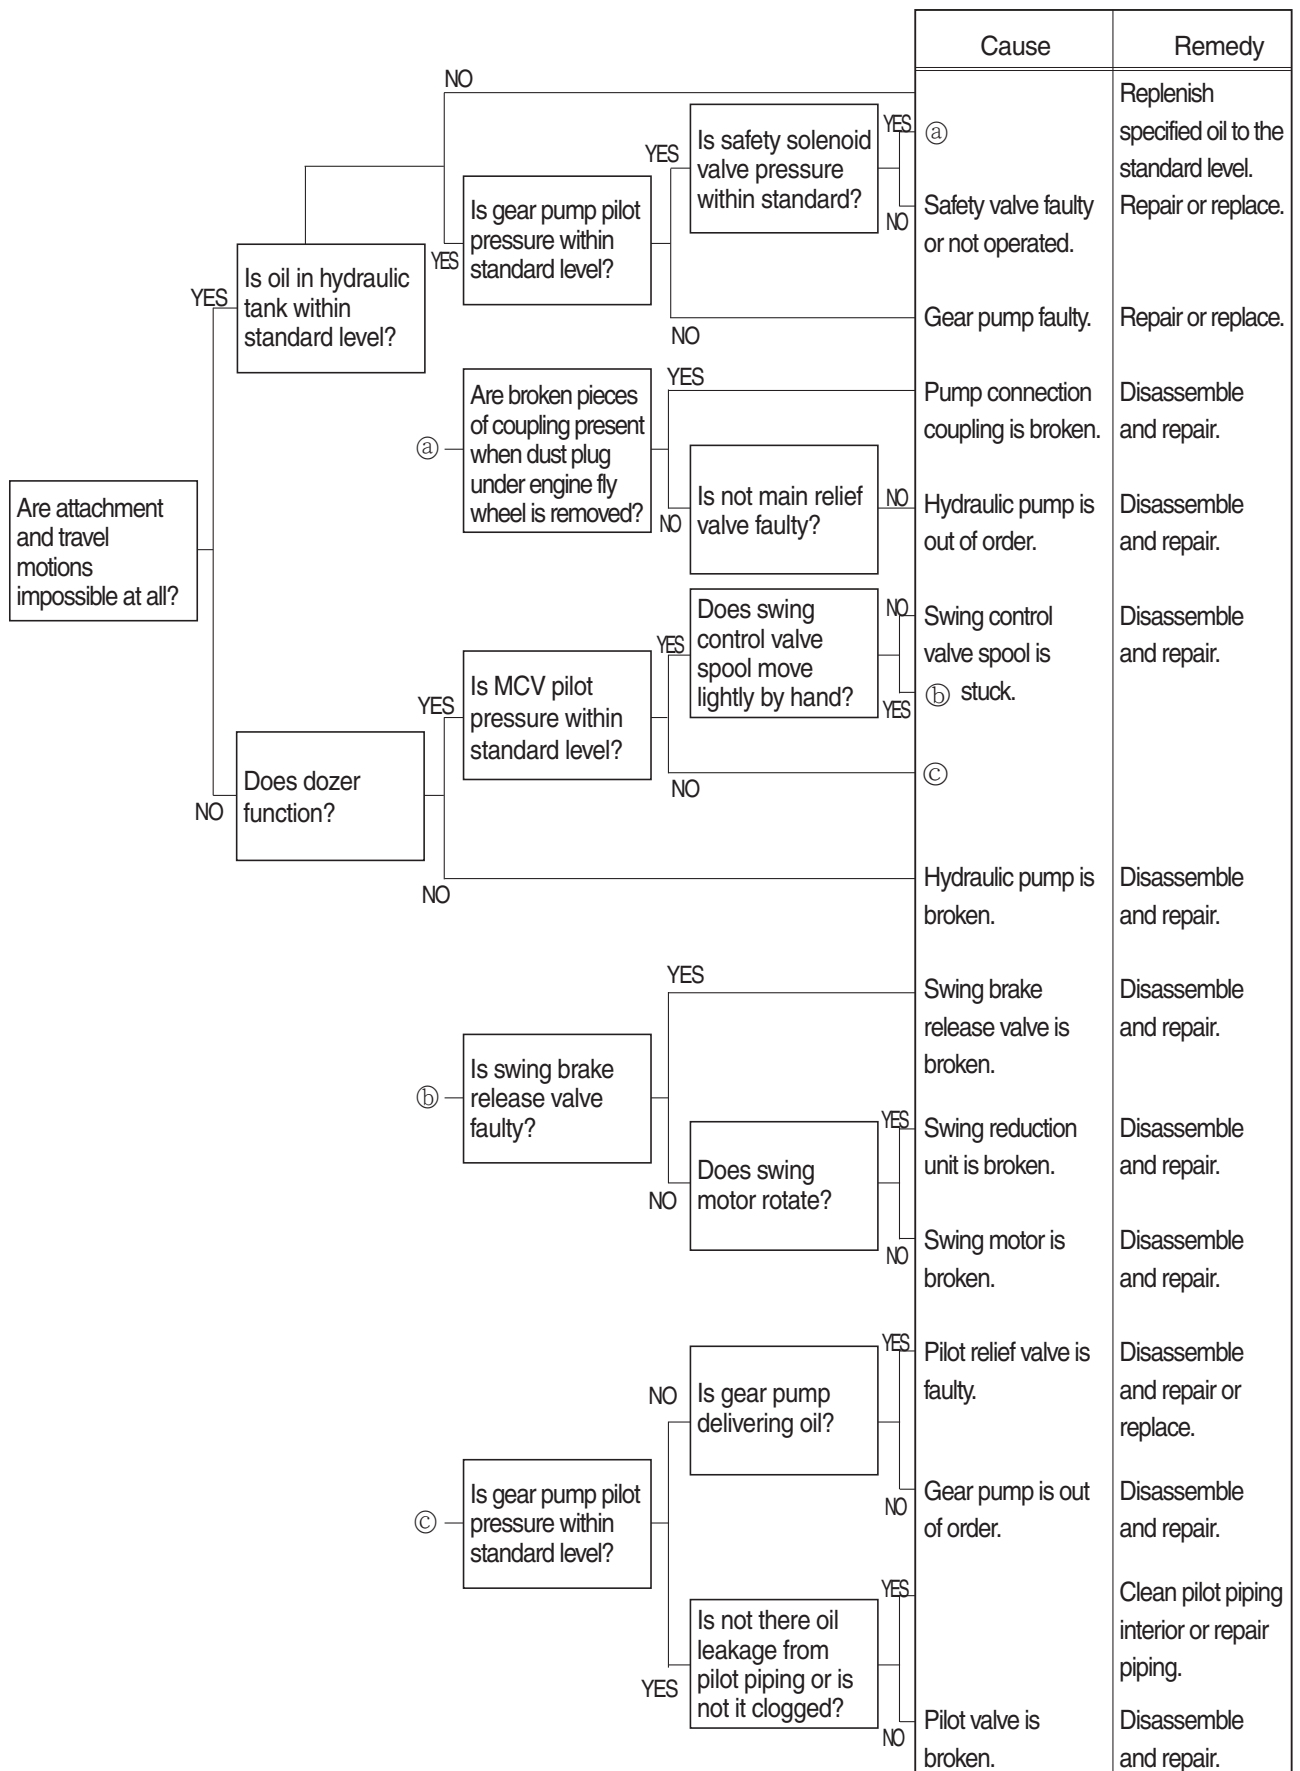 Cause
Remedy
NO
Replenish
specified oil to the
standard level.
YES
ⓐ
Is safety solenoid
valve pressure
within standard?
YES
NO
Safety valve faulty
or not operated.
Repair or replace.
Is gear pump pilot
pressure within
standard level?
YES
Is oil in hydraulic
tank within
standard level?
YES
NO
Gear pump faulty.
Repair or replace.
ⓐ
Are broken pieces
of coupling present
when dust plug
under engine fly
wheel is removed?
YES
Pump connection
coupling is broken.
Disassemble
and repair.
NO
Is not main relief
valve faulty?
NO
Hydraulic pump is
out of order.
Disassemble
and repair.
Are attachment
and travel
motions
impossible at all?
Does swing
control valve
spool move
lightly by hand?
NO
Swing control
valve spool is
ⓑ stuck.
Disassemble
and repair.
YES
YES
Is MCV pilot
pressure within
standard level?
YES
NO
ⓒ
Does dozer
function?
NO
NO
Hydraulic pump is
broken.
Disassemble
and repair.
YES
Swing brake
release valve is
broken.
Disassemble
and repair.
ⓑ
Is swing brake
release valve
faulty?
NO
Does swing
motor rotate?
YES
Swing reduction
unit is broken.
Disassemble
and repair.
NO
Swing motor is
broken.
Disassemble
and repair.
NO
Is gear pump
delivering oil?
YES
Pilot relief valve is
faulty.
Disassemble
and repair or
replace.
NO
Gear pump is out
of order.
Disassemble
and repair.
ⓒ
Is gear pump pilot
pressure within
standard level?
YES
Is not there oil
leakage from
pilot piping or is
not it clogged?
YES
Clean pilot piping
interior or repair
piping.
NO
Pilot valve is
broken.
Disassemble
and repair.